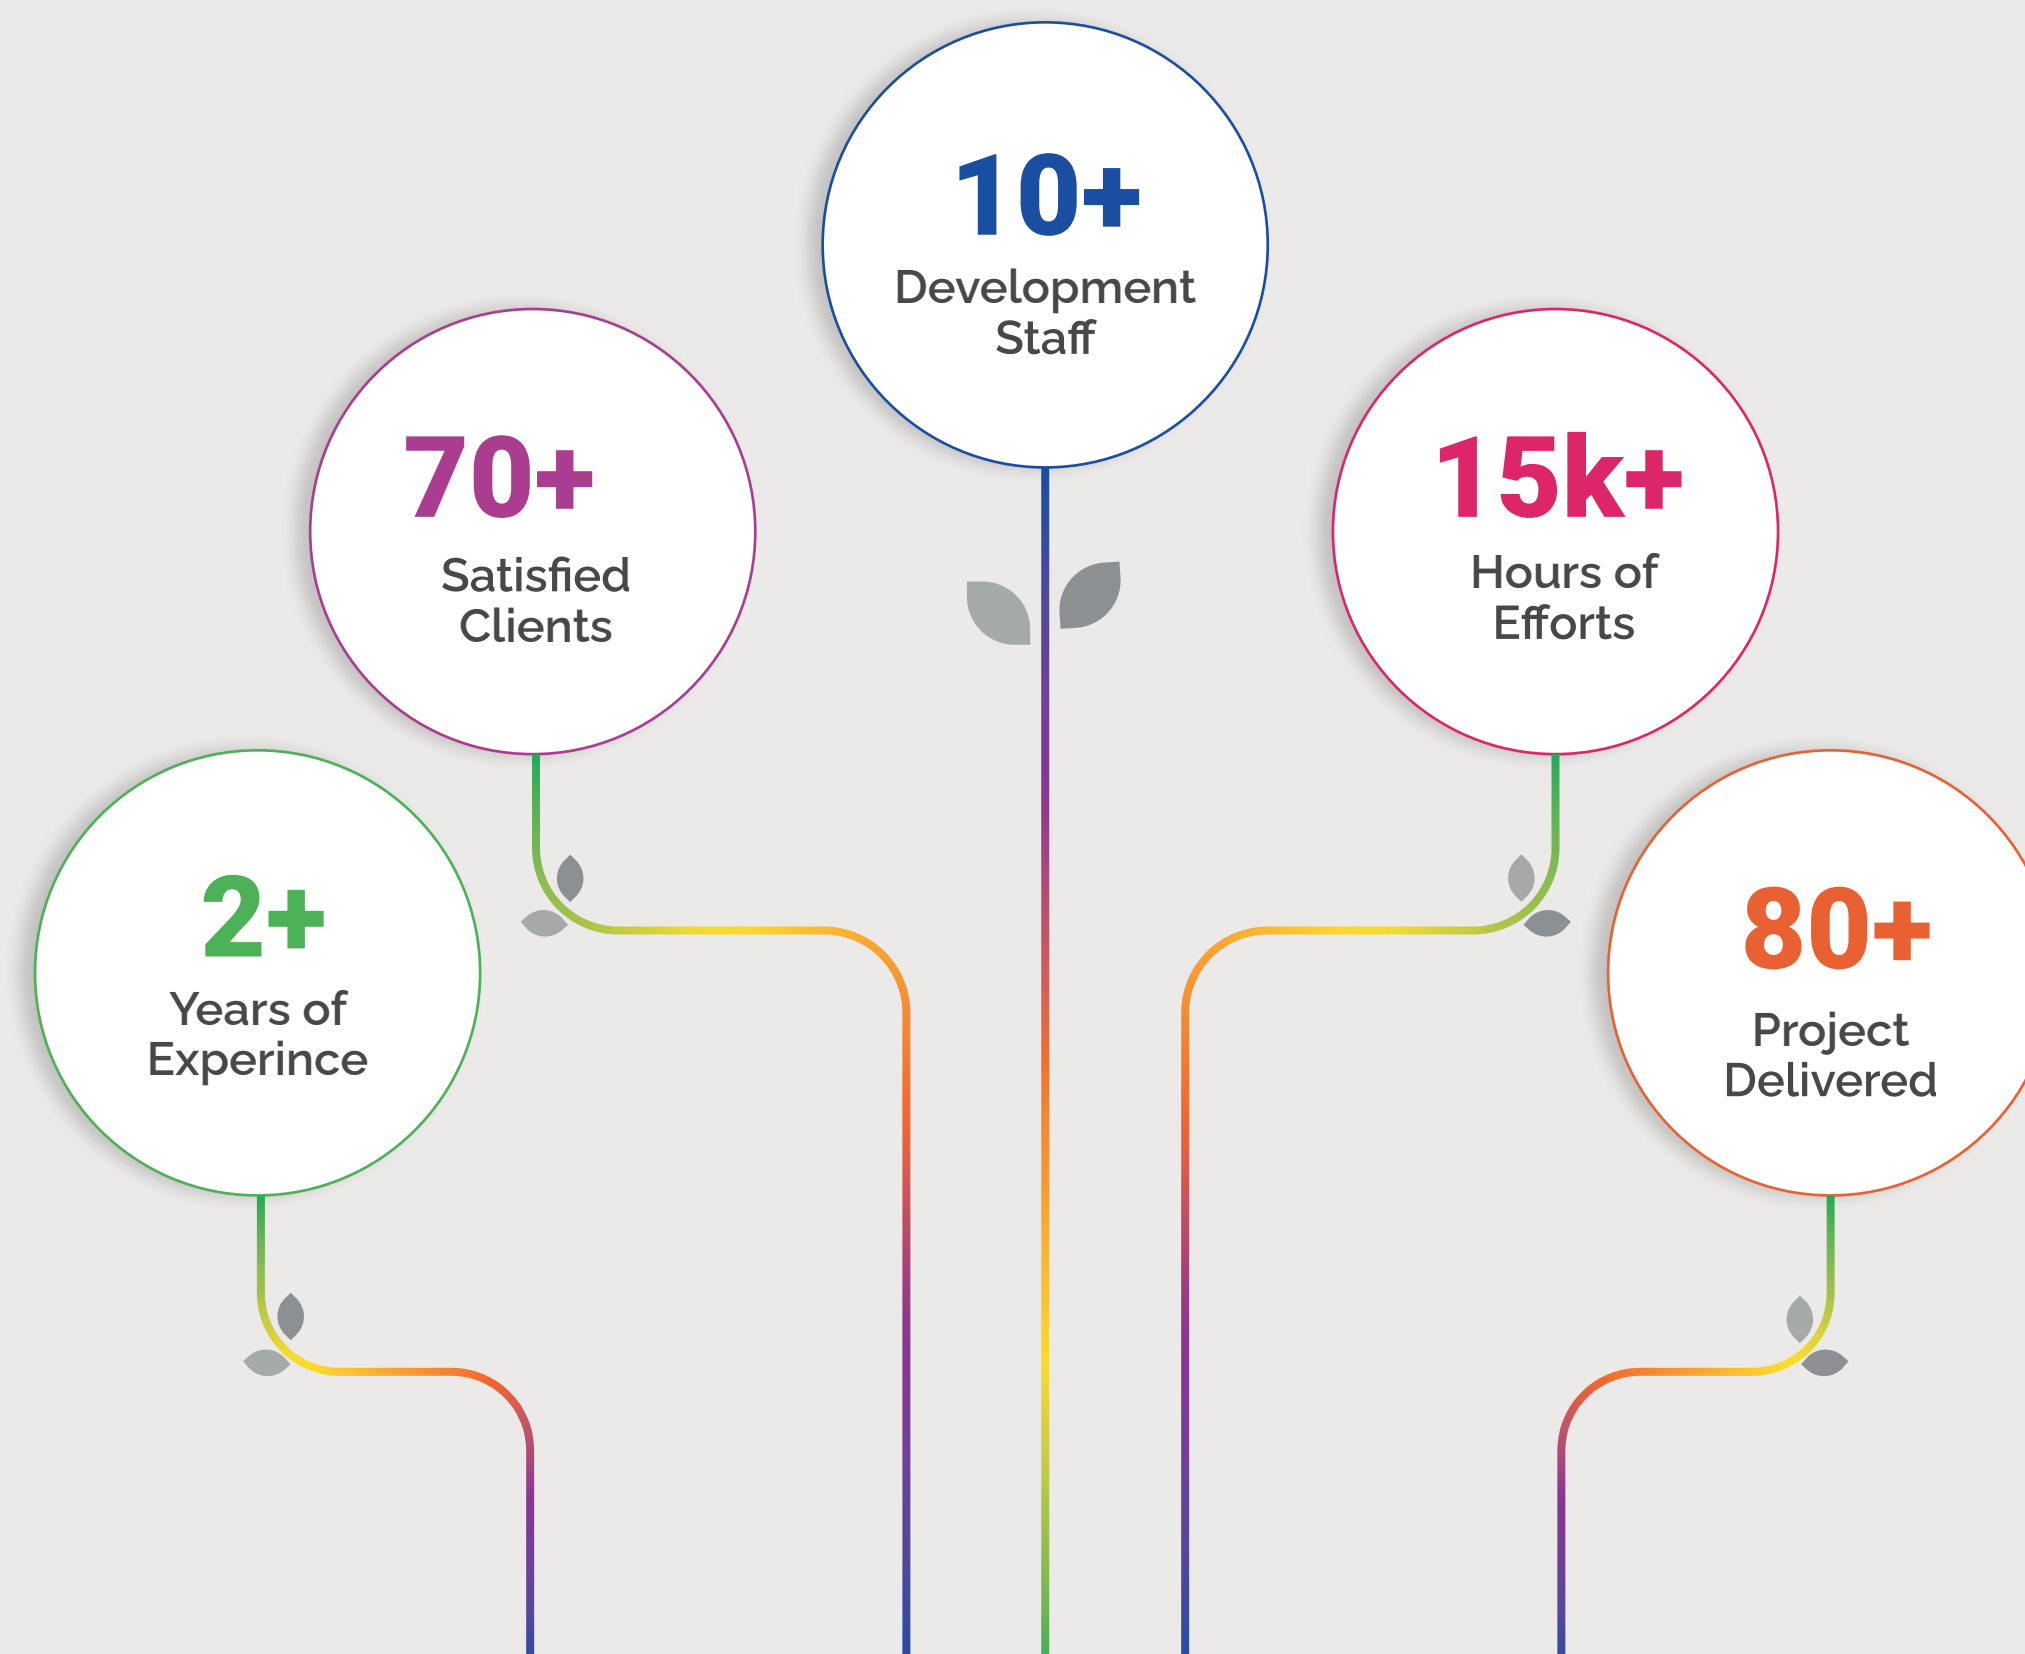 10+
Development
Staff
70+
Satisfied
Clients
15k+
Hours of
Efforts
2+
Years of
Experince
80+
Project
Delivered